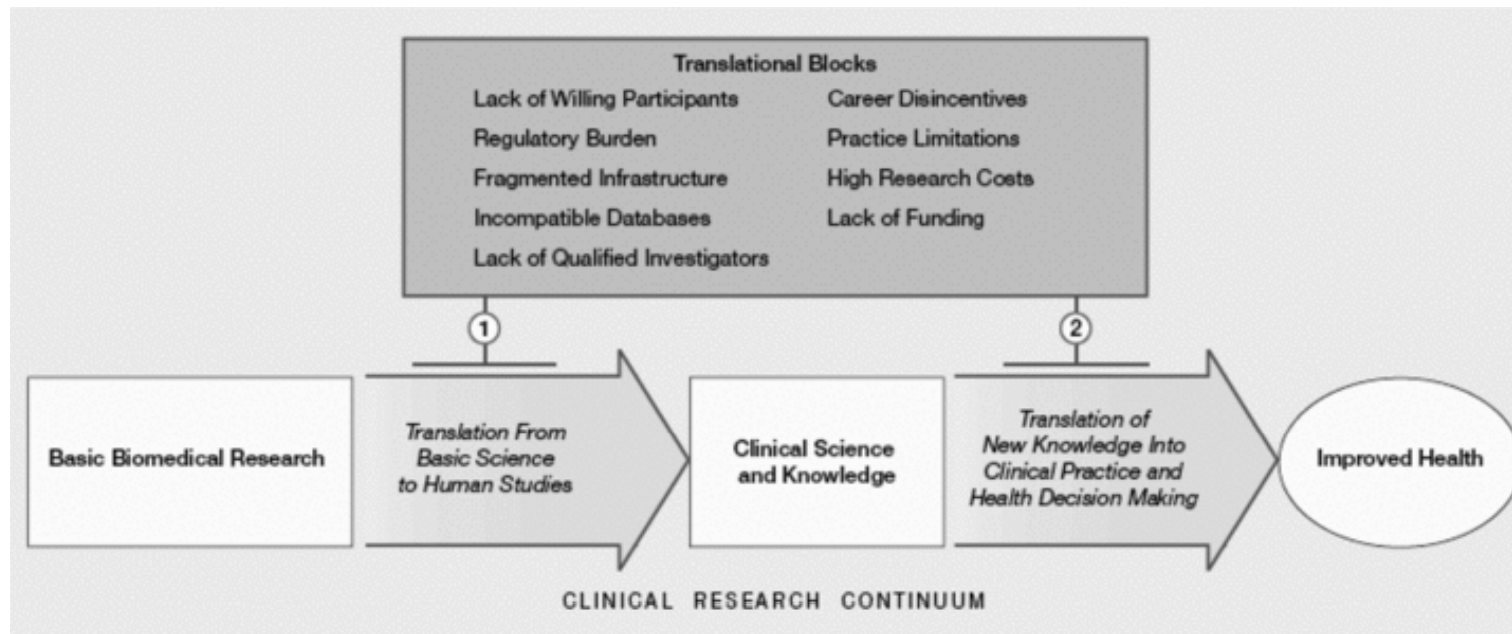 Translational Blocks
Lack of Willing Participants
Regulatory Burden
Fragmented Infrastructure
Incompatible Databases
Lack of Qualified Investigators
Career Disincentives
Practice Limitations
High Research Costs
Lack of Funding
1
2
Basic Biomedical Research
Translation From
Basic Science
to Human Studies
Clinical Science
and Knowledge
Translation of
New Knowledge Into
Clinical Practice and
Health Decision Making
Improved Health
CLINICAL RESEARCH CONTINUUM